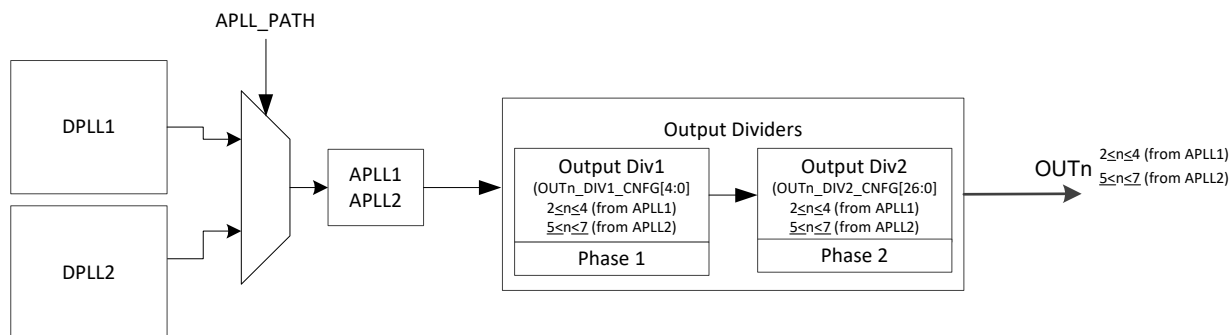 APLL_PATH
DPLL1
DPLL2
APLL1
APLL2
Output Dividers
Output Div1
(OUTn_DIV1_CNFG[4:0]
2≤n≤4 (from APLL1)
5≤n≤7 (from APLL2)
Phase 1
Output Div2
(OUTn_DIV2_CNFG[26:0]
2≤n≤4 (from APLL1)
5≤n≤7 (from APLL2)
Phase 2
OUTn
2≤n≤4 (from APLL1)
5≤n≤7 (from APLL2)